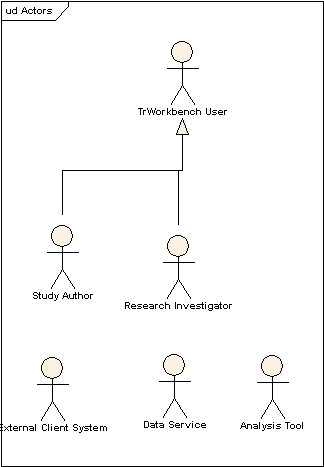 ud Actors
TrWorkbench User
Study Author
Research Investigator
External Client System
Data Service
Analysis Tool